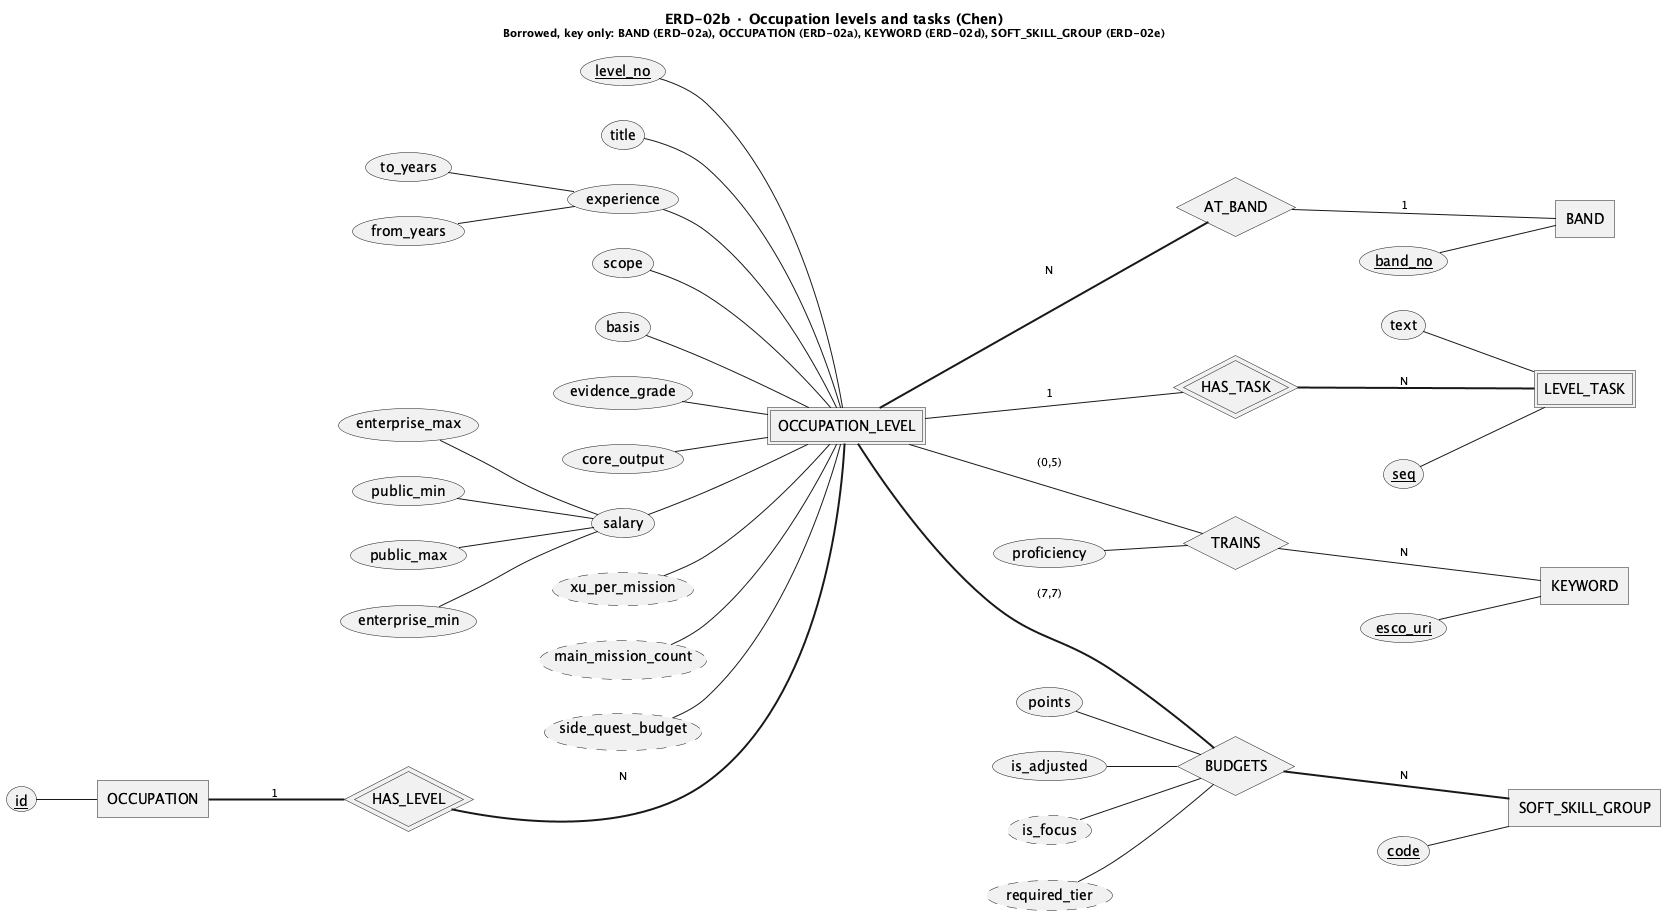 ERD-02b · Occupation levels and tasks (Chen)
Borrowed, key only: BAND (ERD-02a), OCCUPATION (ERD-02a), KEYWORD (ERD-02d), SOFT_SKILL_GROUP (ERD-02e)
level_no
title
to_years
experience
from_years
scope
basis
evidence_grade
enterprise_max
core_output
public_min
salary
public_max
xu_per_mission
enterprise_min
main_mission_count
side_quest_budget
id
OCCUPATION
1
HAS_LEVEL
N
OCCUPATION_LEVEL
N
AT_BAND
1
BAND
band_no
1
HAS_TASK
N
text
LEVEL_TASK
seq
(0,5)
proficiency
TRAINS
N
KEYWORD
esco_uri
(7,7)
points
is_adjusted
BUDGETS
is_focus
required_tier
N
SOFT_SKILL_GROUP
code